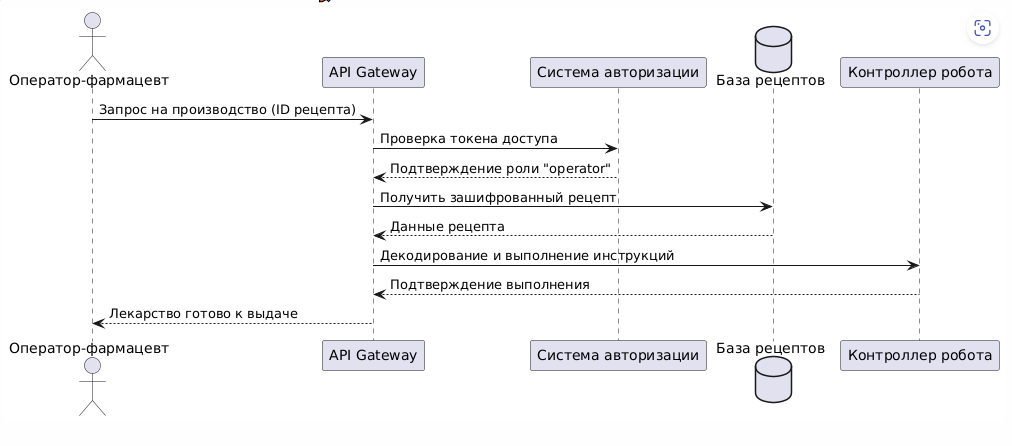 Оператор-фармацевт
API Gateway
Система авторизации
База рецептов
Контроллер робота
Запрос на производство (ID рецепта)
Проверка токена доступа
Подтверждение роли "operator"
Получить зашифрованный рецепт
Данные рецепта
Декодирование и выполнение инструкций
Подтверждение выполнения
Лекарство готово к выдаче
Оператор-фармацевт
API Gateway
Система авторизации
База рецептов
Контроллер робота